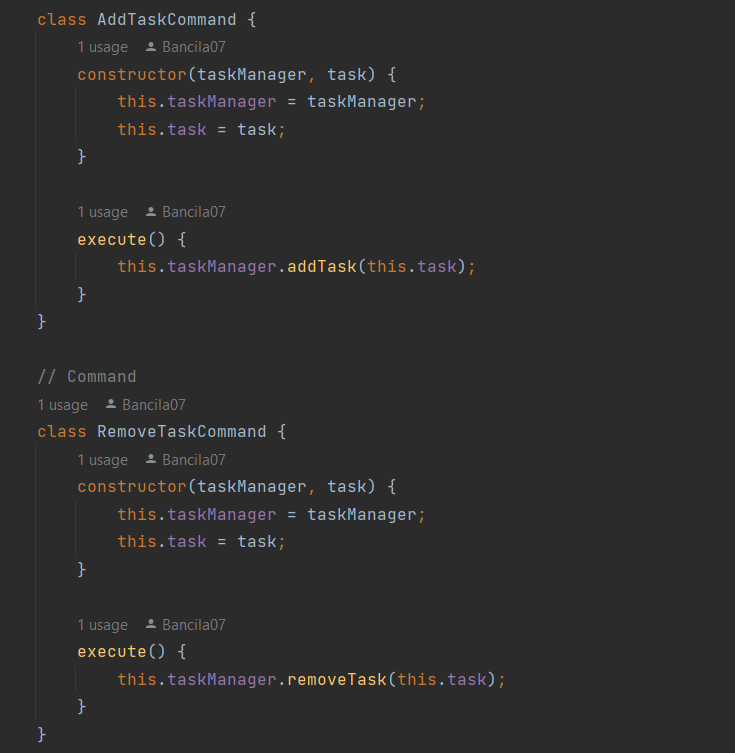 class AddTaskCommand {
1 usage Bancila07
constructor(taskManager, task) {
this.taskManager = taskManager;
this.task = task;
}
1 usage Bancila07
execute() {
this.taskManager.addTask(this.task);
}
}
// Command
1 usage Bancila07
class RemoveTaskCommand {
1 usage Bancila07
constructor(taskManager, task) {
this.taskManager = taskManager;
this.task = task;
}
1 usage Bancila07
execute() {
this.taskManager.removeTask(this.task);
}
}